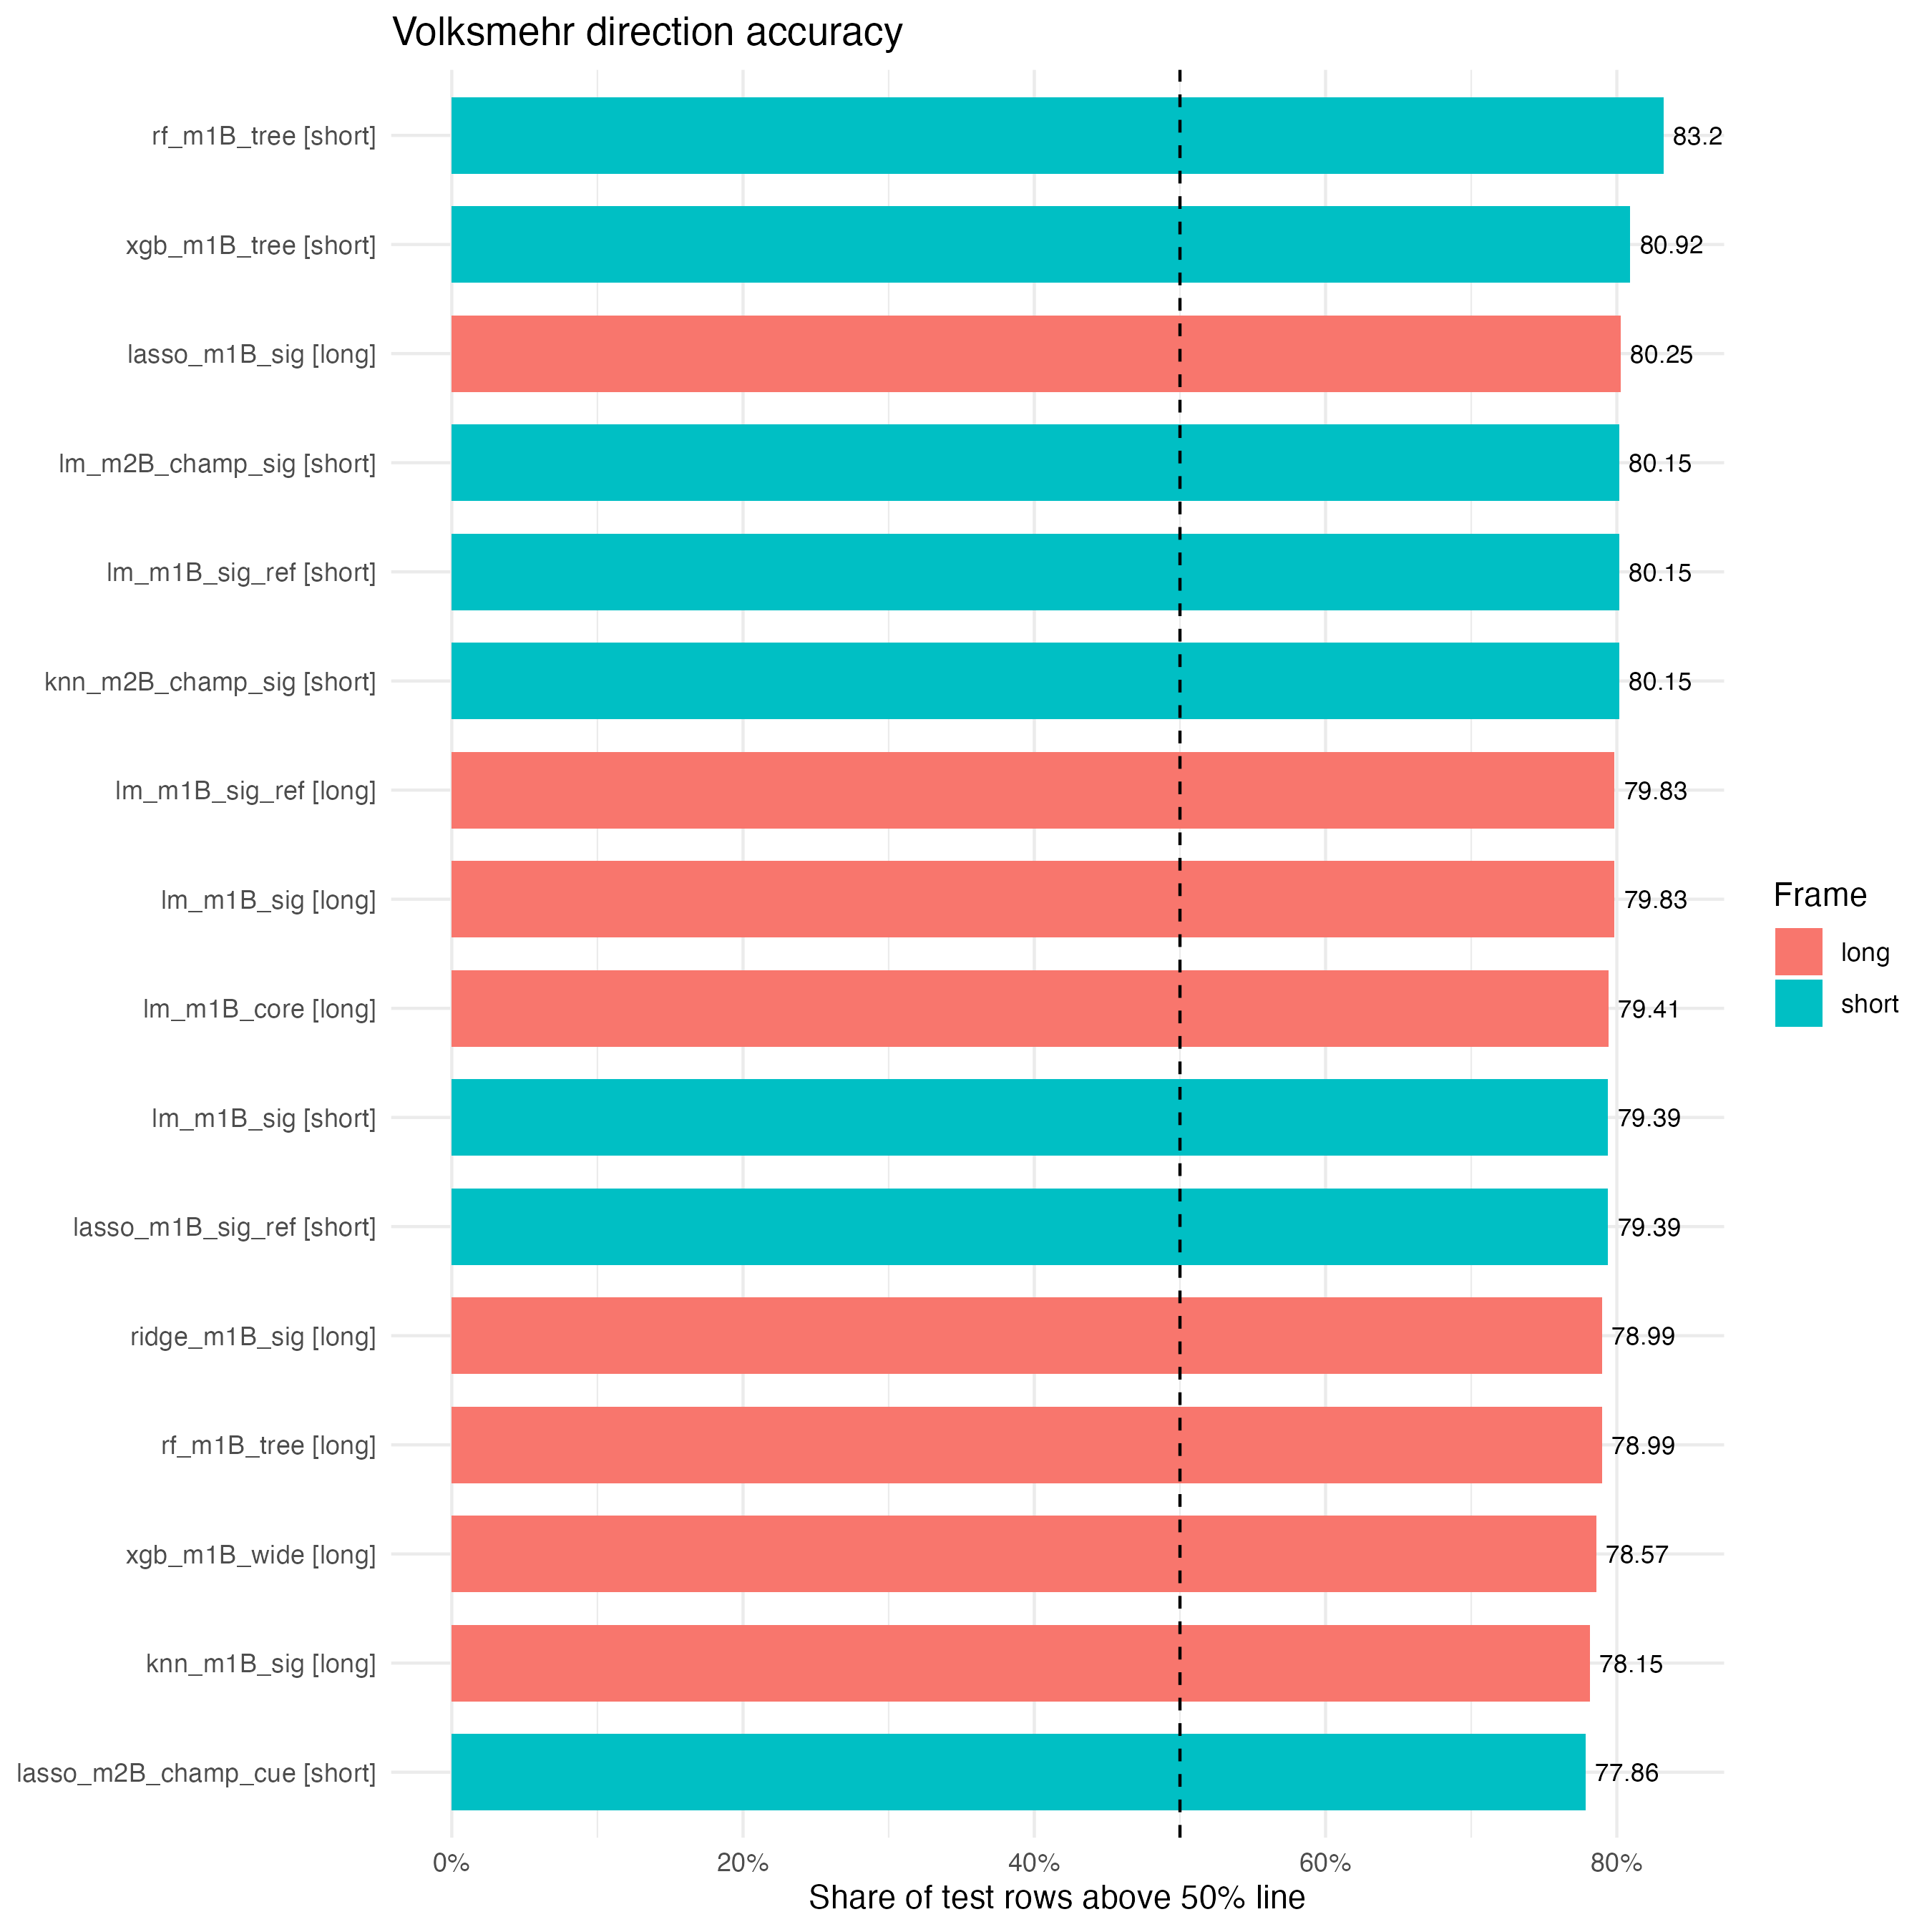 Volksmehr direction accuracy
rf_m1B_tree [short] 83.2
xgb_m1B_tree [short] 80.92
lasso_m1B_sig [long] 80.25
lm_m2B_champ_sig [short] 80.15
lm_m1B_sig_ref [short] 80.15
knn_m2B_champ_sig [short] 80.15
lm_m1B_sig_ref [long] 79.83
lm_m1B_sig [long] 79.83
lm_m1B_core [long] 79.41
lm_m1B_sig [short] 79.39
lasso_m1B_sig_ref [short] 79.39
ridge_m1B_sig [long] 78.99
rf_m1B_tree [long] 78.99
xgb_m1B_wide [long] 78.57
knn_m1B_sig [long] 78.15
lasso_m2B_champ_cue [short] 77.86
0% 20% 40% 60% 80%
Share of test rows above 50% line
Frame
long
short